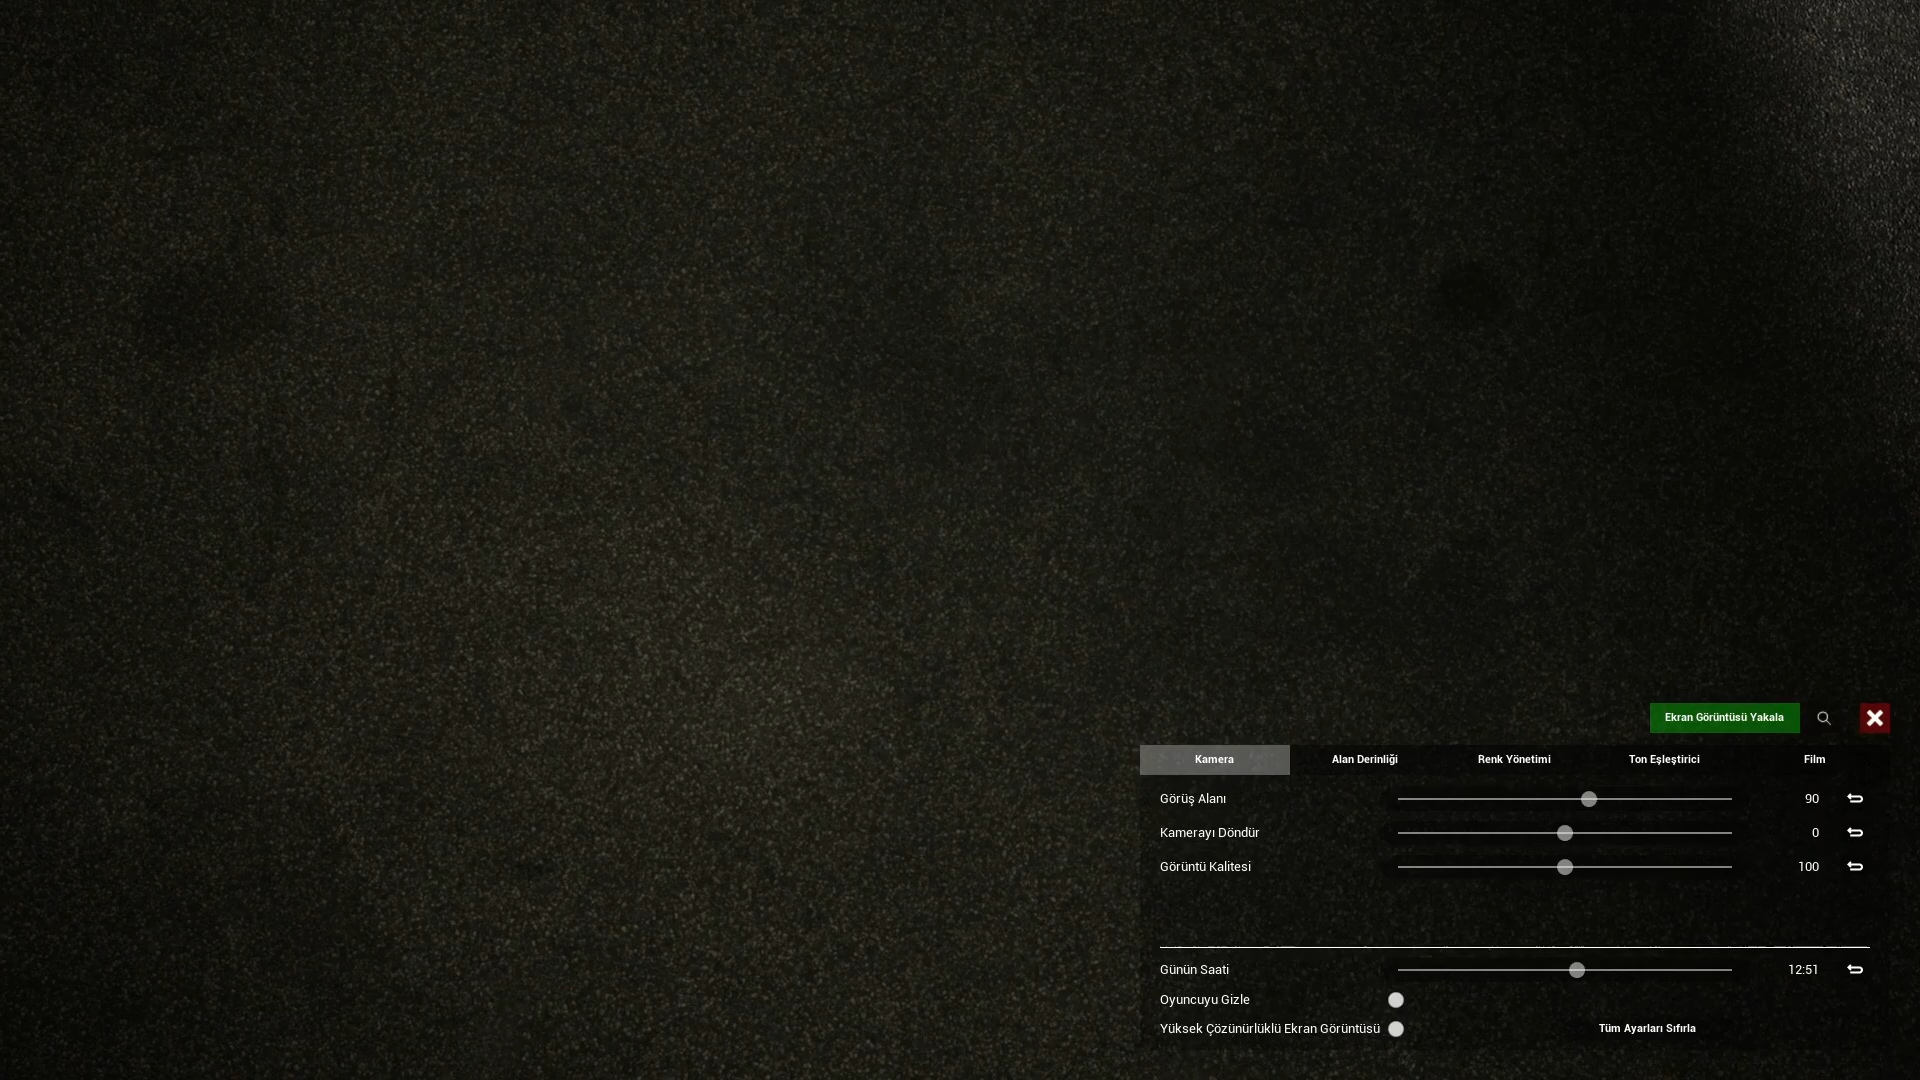 Ekran Görüntüsü Yakala
Kamera Alan Derinliği Renk Yönetimi Ton Eşleştirici Film
Görüş Alanı 90
Kamerayı Döndür 0
Görüntü Kalitesi 100
Günün Saati 12:51
Oyuncuyu Gizle
Yüksek Çözünürlüklü Ekran Görüntüsü Tüm Ayarları Sıfırla